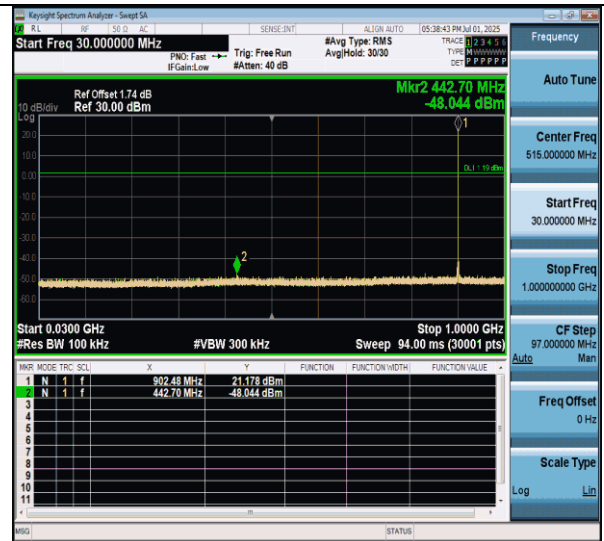 Keysight Spectrum Analyzer - Swept SA
RL RF 50 Ω AC SENSE:INT ALIGN AUTO 05:38:43 PM Jul 01, 2025
Start Freq 30.000000 MHz
PNO: Fast
IFGain:Low
Trig: Free Run
#Atten: 40 dB
#Avg Type: RMS
Avg|Hold: 30/30
TRACE 1 2 3 4 5 6
TYPE M
DET P P P P P P
Ref Offset 1.74 dB
Ref 30.00 dBm
10 dB/div
Log
Mkr2 442.70 MHz
-48.044 dBm
20.0
10.0
0.00
-10.0
-20.0
-30.0
-40.0
-50.0
-60.0
1
DL1 1.19 dBm
2
Start 0.0300 GHz Stop 1.0000 GHz
#Res BW 100 kHz #VBW 300 kHz Sweep 94.00 ms (30001 pts)
MKR MODE TRC SCL X Y FUNCTION FUNCTION WIDTH FUNCTION VALUE
1 N 1 f 902.48 MHz 21.178 dBm
2 N 1 f 442.70 MHz -48.044 dBm
3
4
5
6
7
8
9
10
11
MSG STATUS
Frequency
Auto Tune
Center Freq
515.000000 MHz
Start Freq
30.000000 MHz
Stop Freq
1.000000000 GHz
CF Step
97.000000 MHz
Auto Man
Freq Offset
0 Hz
Scale Type
Log Lin